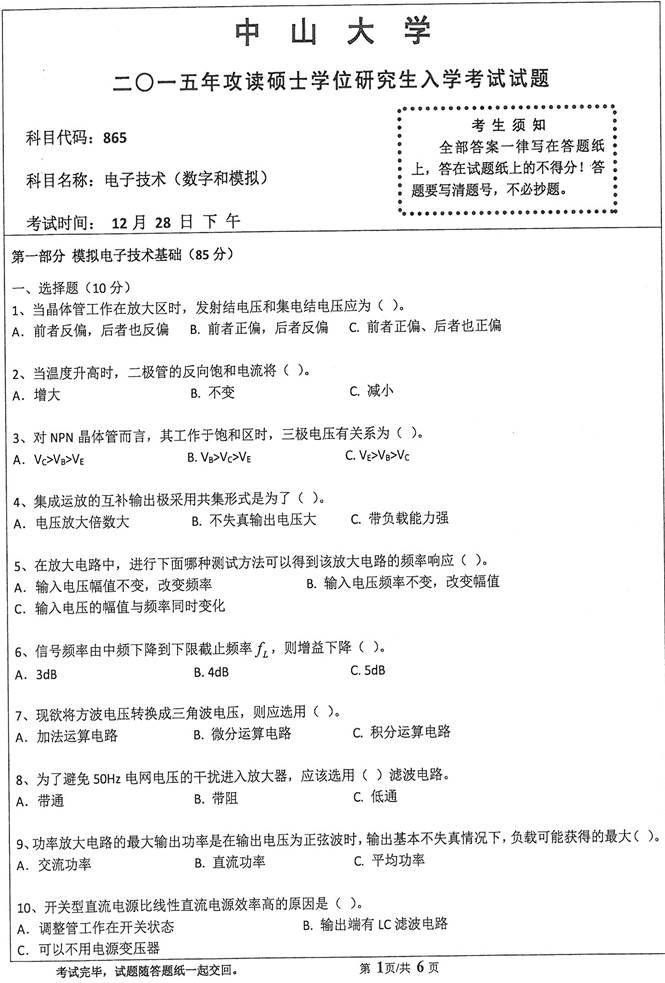 中 山 大 学
二〇一五年攻读硕士学位研究生入学考试试题
科目代码：865
科目名称：电子技术（数字和模拟）
考试时间： 12 月 28 日 下 午
考 生 须 知
全部答案一律写在答题纸
上，答在试题纸上的不得分！答
题要写清题号，不必抄题。
第一部分 模拟电子技术基础（85 分）
一、选择题（10 分）
1、当晶体管工作在放大区时，发射结电压和集电结电压应为（ ）。
A．前者反偏，后者也反偏 B. 前者正偏，后者反偏 C. 前者正偏、后者也正偏
2、当温度升高时，二极管的反向饱和电流将（ ）。
A．增大 B. 不变 C. 减小
3、对 NPN 晶体管而言，其工作于饱和区时，三极电压有关系为（ ）。
A．VC>VB>VE B. VB>VC>VE C. VE>VB>VC
4、集成运放的互补输出极采用共集形式是为了（ ）。
A．电压放大倍数大 B. 不失真输出电压大 C. 带负载能力强
5、在放大电路中，进行下面哪种测试方法可以得到该放大电路的频率响应（ ）。
A．输入电压幅值不变，改变频率 B. 输入电压频率不变，改变幅值
C．输入电压的幅值与频率同时变化
6、信号频率由中频下降到下限截止频率 fL，则增益下降（ ）。
A．3dB B. 4dB C. 5dB
7、现欲将方波电压转换成三角波电压，则应选用（ ）。
A．加法运算电路 B. 微分运算电路 C. 积分运算电路
8、为了避免 50Hz 电网电压的干扰进入放大器，应该选用（ ）滤波电路。
A．带通 B. 带阻 C. 低通
9、功率放大电路的最大输出功率是在输出电压为正弦波时，输出基本不失真情况下，负载可能获得的最大（ ）。
A．交流功率 B. 直流功率 C. 平均功率
10、开关型直流电源比线性直流电源效率高的原因是（ ）。
A．调整管工作在开关状态 B. 输出端有 LC 滤波电路
C．可以不用电源变压器
考试完毕，试题随答题纸一起交回。 第 1页/共 6 页